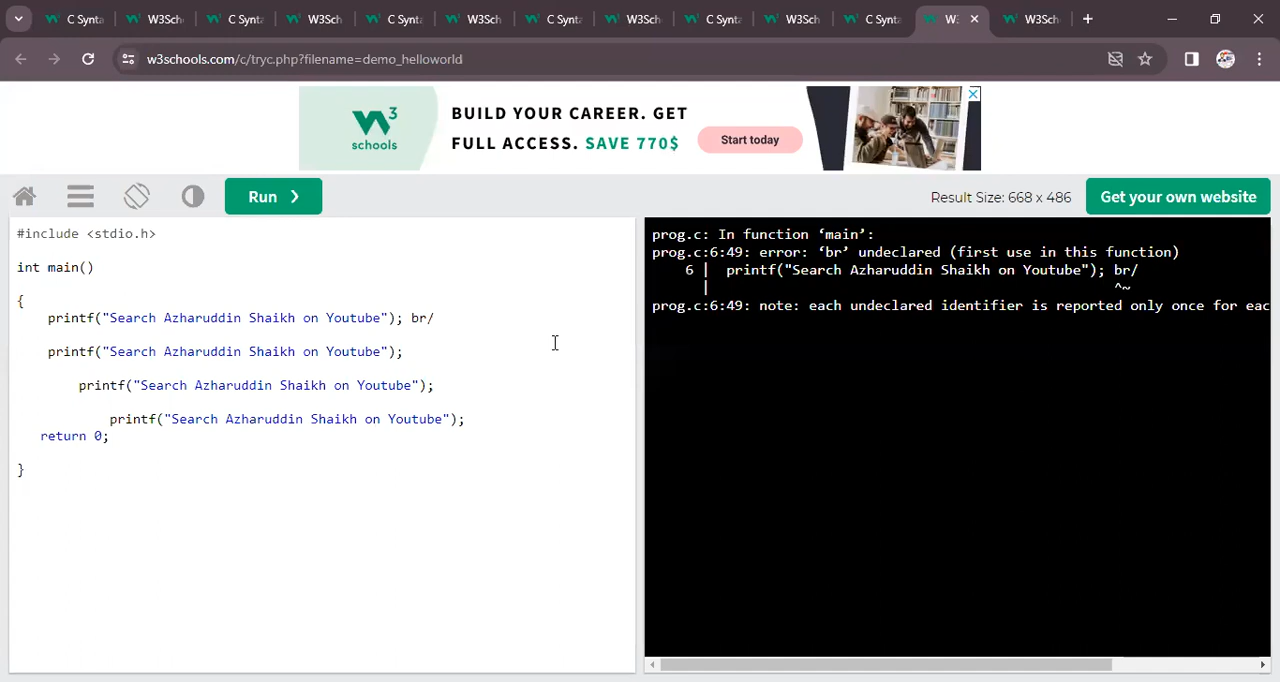 C Synta
W3Sch
C Synta
W3Sch
C Synta
W3Sch
C Synta
W3Sch
C Synta
W3Sch
C Synta
W3
W3Sch
w3schools.com/c/tryc.php?filename=demo_helloworld
W3
schools
BUILD YOUR CAREER. GET
FULL ACCESS. SAVE 770$
Start today
Run ❯
Result Size: 668 x 486
Get your own website
#include <stdio.h>
int main()
{
printf("Search Azharuddin Shaikh on Youtube"); br/
printf("Search Azharuddin Shaikh on Youtube");
printf("Search Azharuddin Shaikh on Youtube");
printf("Search Azharuddin Shaikh on Youtube");
return 0;
}
prog.c: In function ‘main’:
prog.c:6:49: error: ‘br’ undeclared (first use in this function)
6 | printf("Search Azharuddin Shaikh on Youtube"); br/
| ^~
prog.c:6:49: note: each undeclared identifier is reported only once for eac